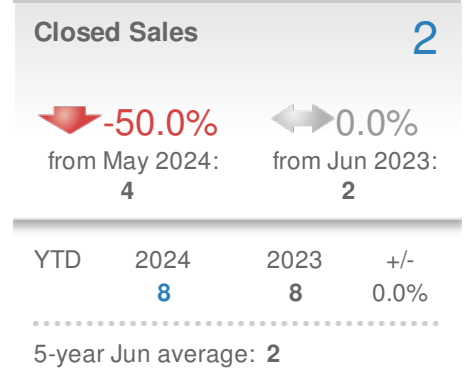 Closed Sales 2
-50.0% 0.0%
from May 2024: from Jun 2023:
4 2
YTD 2024 2023 +/-
8 8 0.0%
5-year Jun average: 2